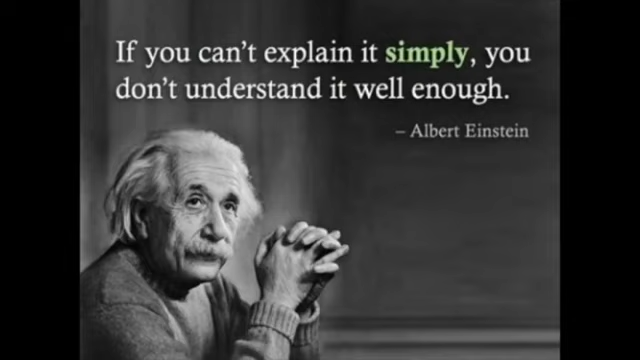 If you can't explain it simply, you
don't understand it well enough.
– Albert Einstein